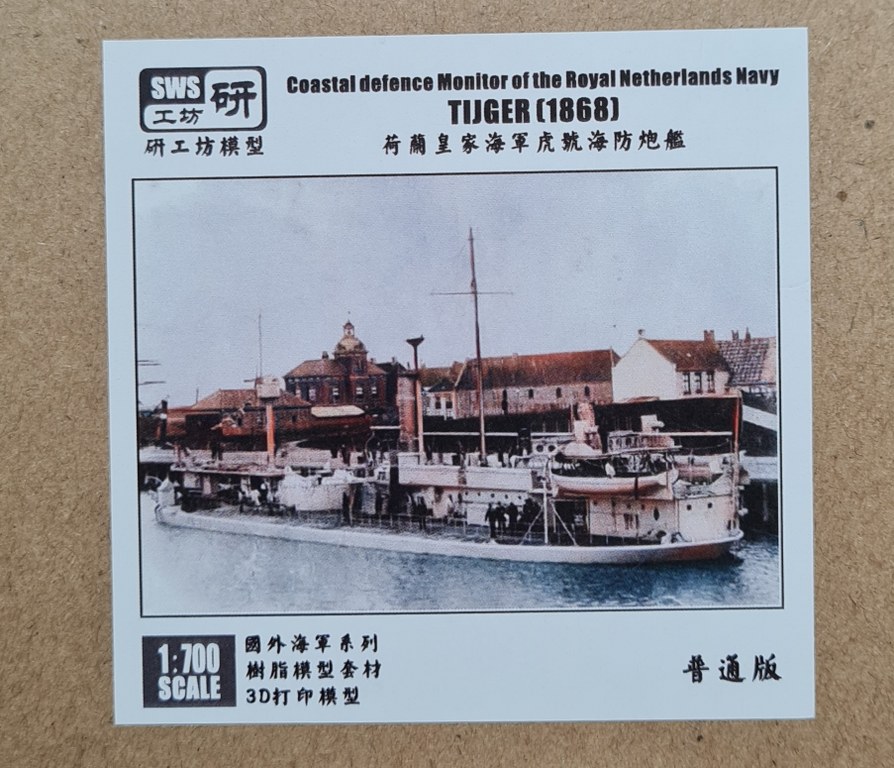 SWS
工坊
研
研工坊模型
Coastal defence Monitor of the Royal Netherlands Navy
TIJGER (1868)
荷蘭皇家海軍虎號海防炮艦
1:700
SCALE
國外海軍系列
樹脂模型套材
3D打印模型
普通版